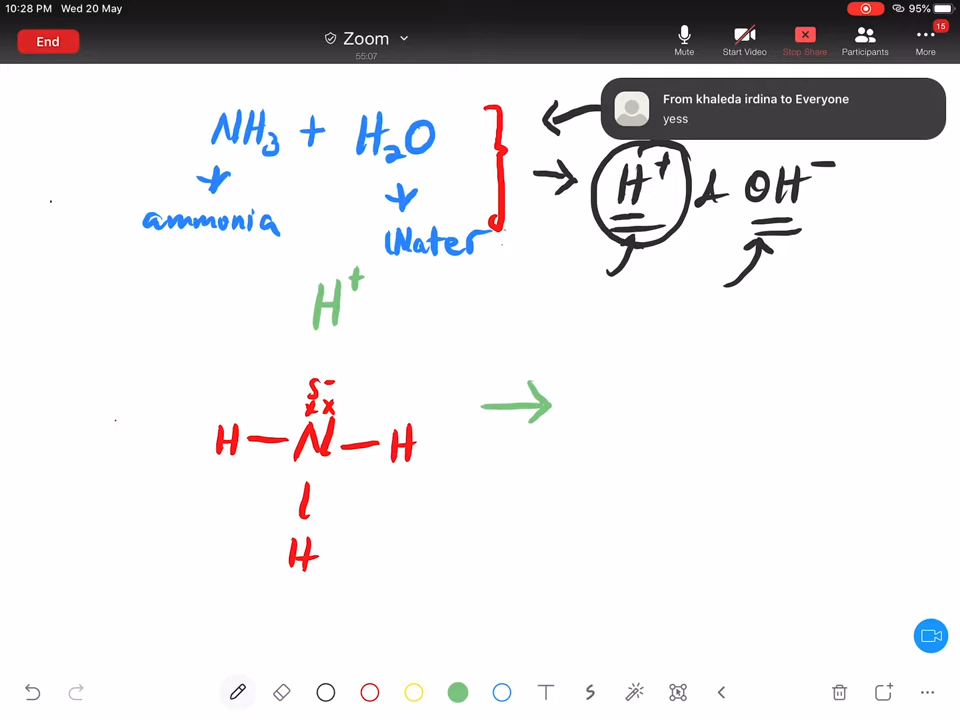 10:28 PM Wed 20 May
95%
End
Zoom
55:07
Mute
Start Video
Stop Share
Participants
15
More
From khaleda irdina to Everyone
yess
NH3 + H2O
H+ + OH-
ammonia
Water
H+
δ-
xx
H — N — H
|
H
T